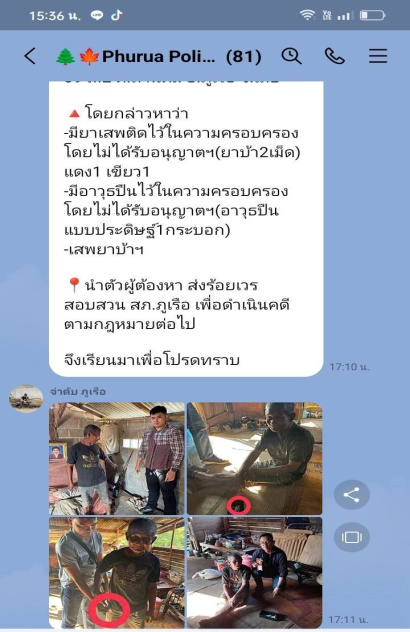 15:36 น.
Phurua Poli... (81)
🔺โดยกล่าวหาว่า
-มียาเสพติดไว้ในความครอบครอง
โดยไม่ได้รับอนุญาตฯ(ยาบ้า2เม็ด)
แดง1 เขียว1
-มีอาวุธปืนไว้ในความครอบครอง
โดยไม่ได้รับอนุญาตฯ(อาวุธปืน
แบบประดิษฐ์1กระบอก)
-เสพยาบ้าฯ
📍นำตัวผู้ต้องหา ส่งร้อยเวร
สอบสวน สภ.ภูเรือ เพื่อดำเนินคดี
ตามกฎหมายต่อไป
จึงเรียนมาเพื่อโปรดทราบ
17:10 น.
จ่าดับ ภูเรือ
17:11 น.